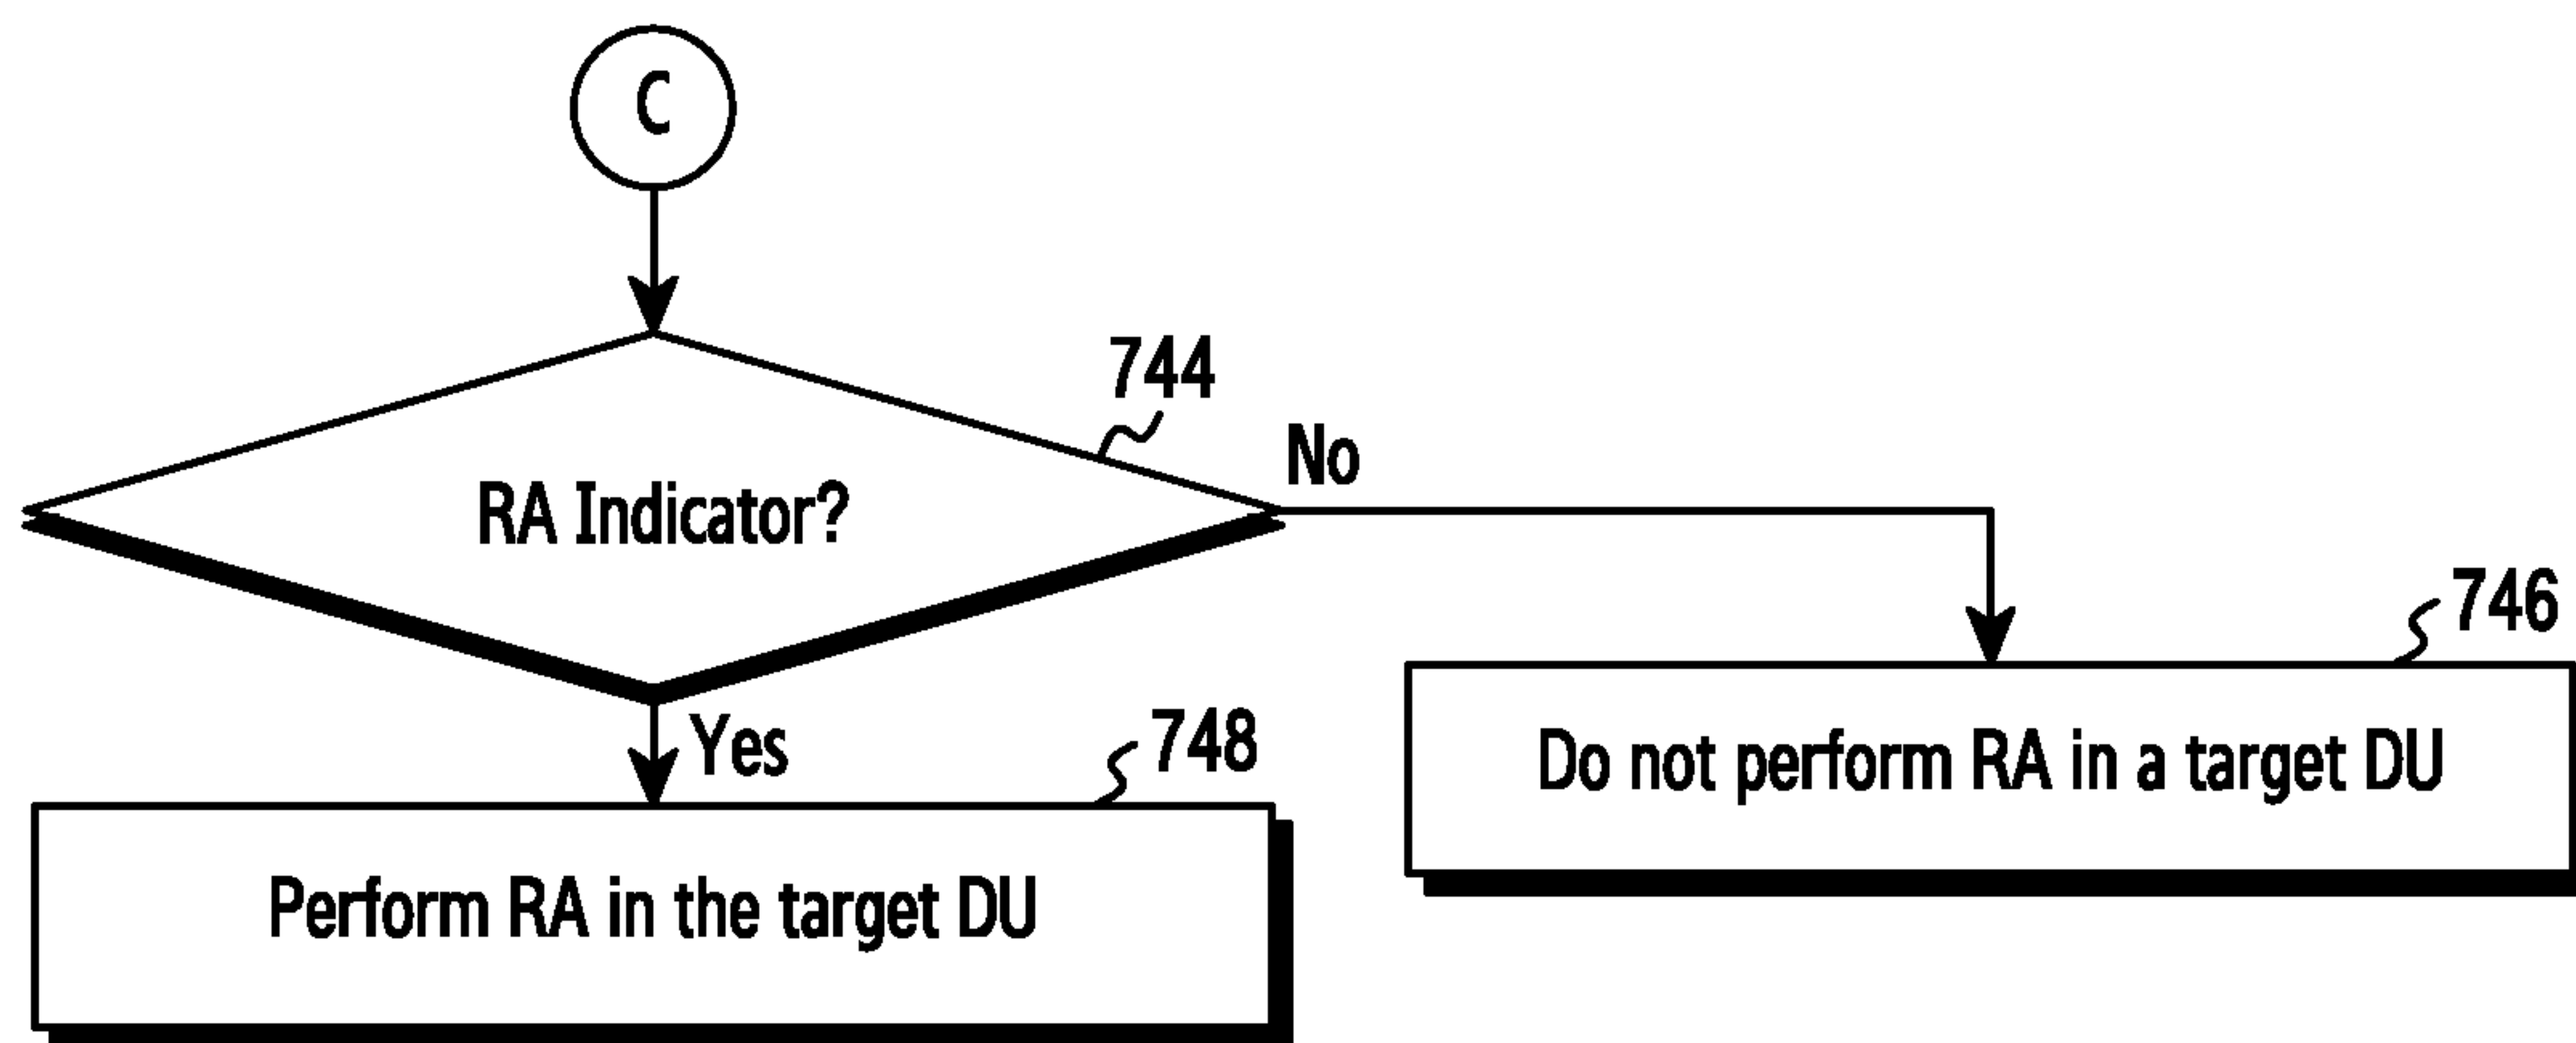 C
744
No
RA Indicator?
746
Yes
748
Do not perform RA in a target DU
Perform RA in the target DU